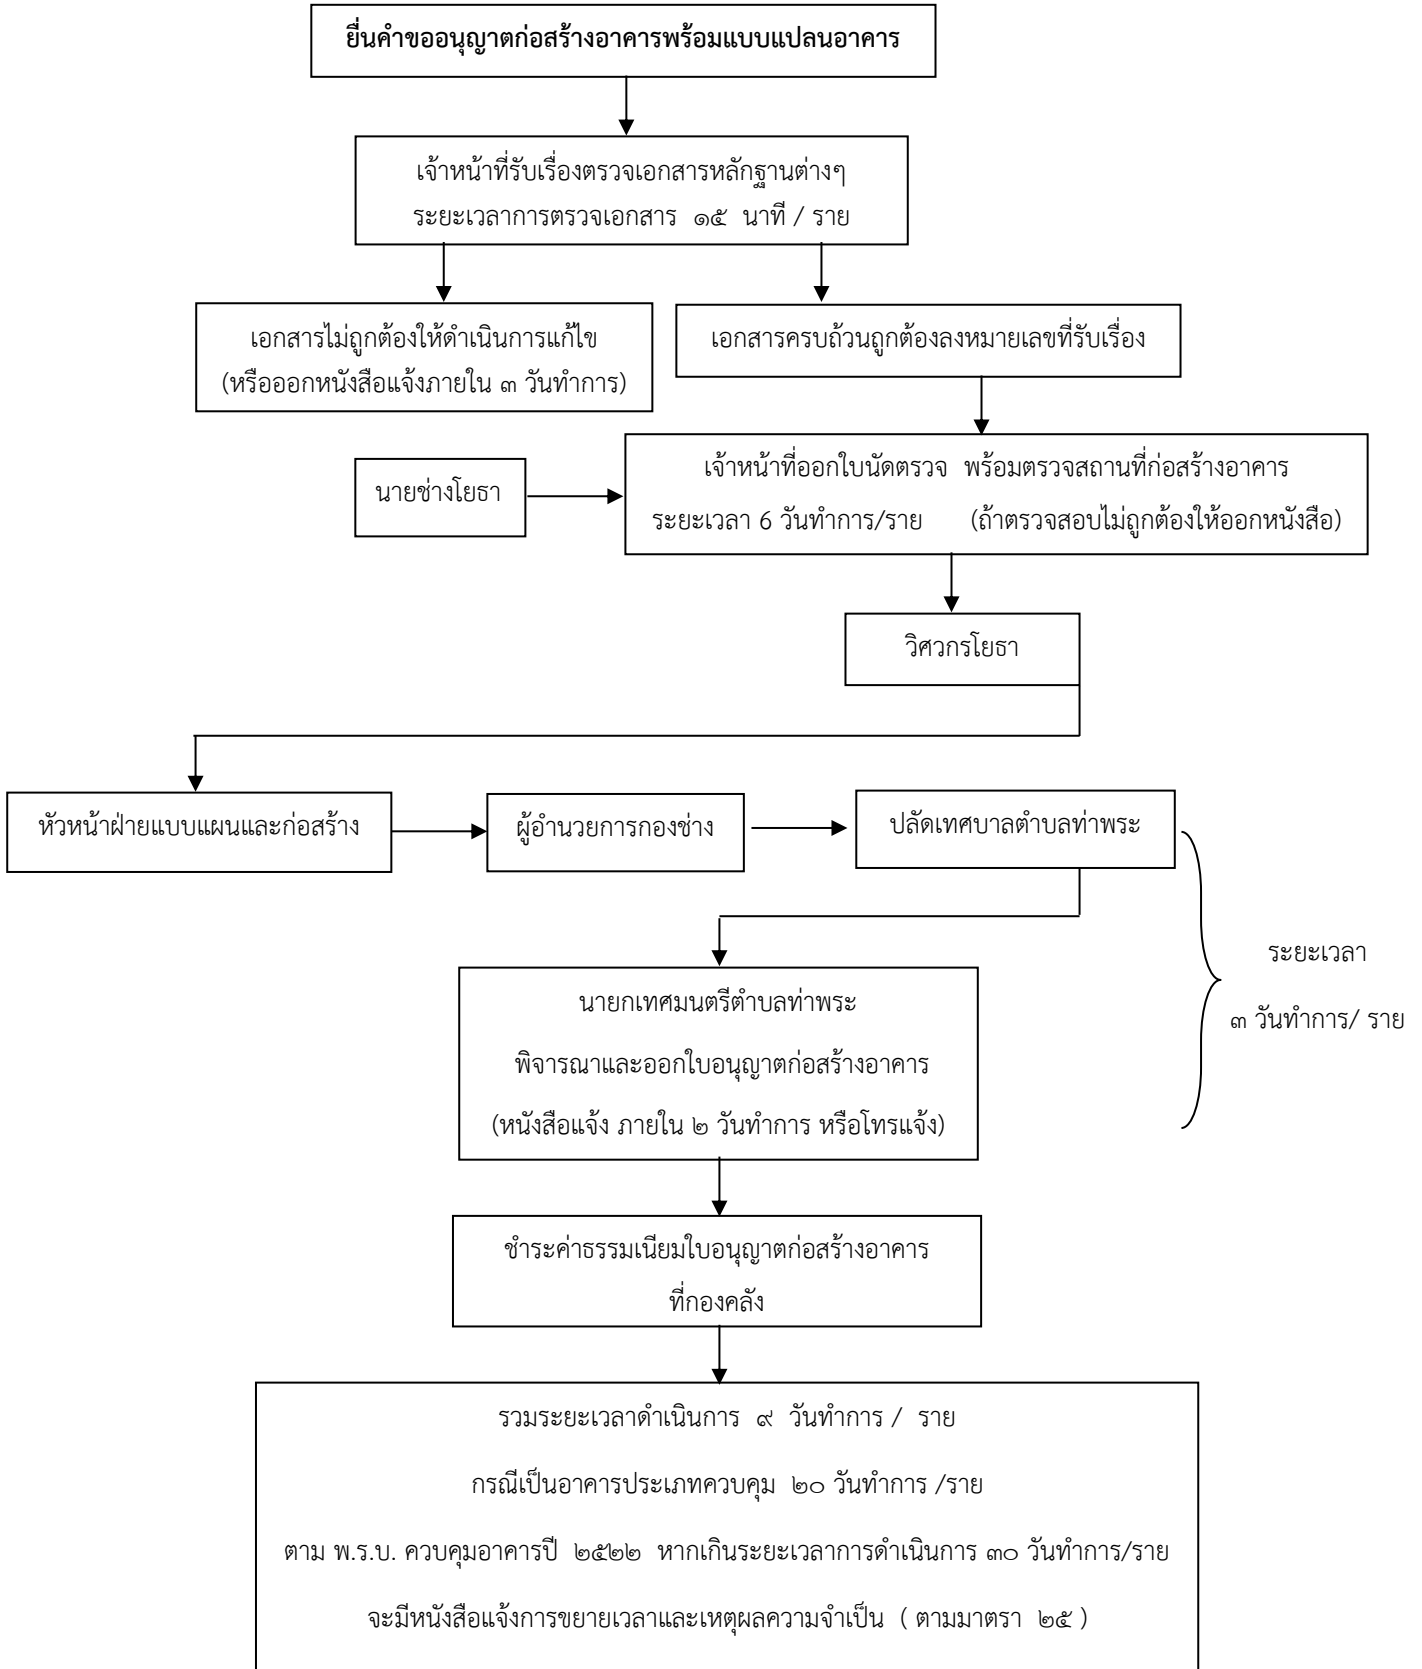 ยื่นคำขออนุญาตก่อสร้างอาคารพร้อมแบบแปลนอาคาร
เจ้าหน้าที่รับเรื่องตรวจเอกสารหลักฐานต่างๆ
ระยะเวลาการตรวจเอกสาร ๑๕ นาที / ราย
เอกสารไม่ถูกต้องให้ดำเนินการแก้ไข
(หรือออกหนังสือแจ้งภายใน ๓ วันทำการ)
เอกสารครบถ้วนถูกต้องลงหมายเลขที่รับเรื่อง
นายช่างโยธา
เจ้าหน้าที่ออกใบนัดตรวจ พร้อมตรวจสถานที่ก่อสร้างอาคาร
ระยะเวลา 6 วันทำการ/ราย (ถ้าตรวจสอบไม่ถูกต้องให้ออกหนังสือ)
วิศวกรโยธา
หัวหน้าฝ่ายแบบแผนและก่อสร้าง
ผู้อำนวยการกองช่าง
ปลัดเทศบาลตำบลท่าพระ
ระยะเวลา
๓ วันทำการ/ ราย
นายกเทศมนตรีตำบลท่าพระ
พิจารณาและออกใบอนุญาตก่อสร้างอาคาร
(หนังสือแจ้ง ภายใน ๒ วันทำการ หรือโทรแจ้ง)
ชำระค่าธรรมเนียมใบอนุญาตก่อสร้างอาคาร
ที่กองคลัง
รวมระยะเวลาดำเนินการ ๙ วันทำการ / ราย
กรณีเป็นอาคารประเภทควบคุม ๒๐ วันทำการ /ราย
ตาม พ.ร.บ. ควบคุมอาคารปี ๒๕๒๒ หากเกินระยะเวลาการดำเนินการ ๓๐ วันทำการ/ราย
จะมีหนังสือแจ้งการขยายเวลาและเหตุผลความจำเป็น ( ตามมาตรา ๒๕ )